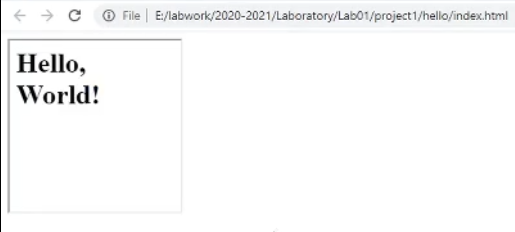 File | E:/labwork/2020-2021/Laboratory/Lab01/project1/hello/index.html
Hello,
World!